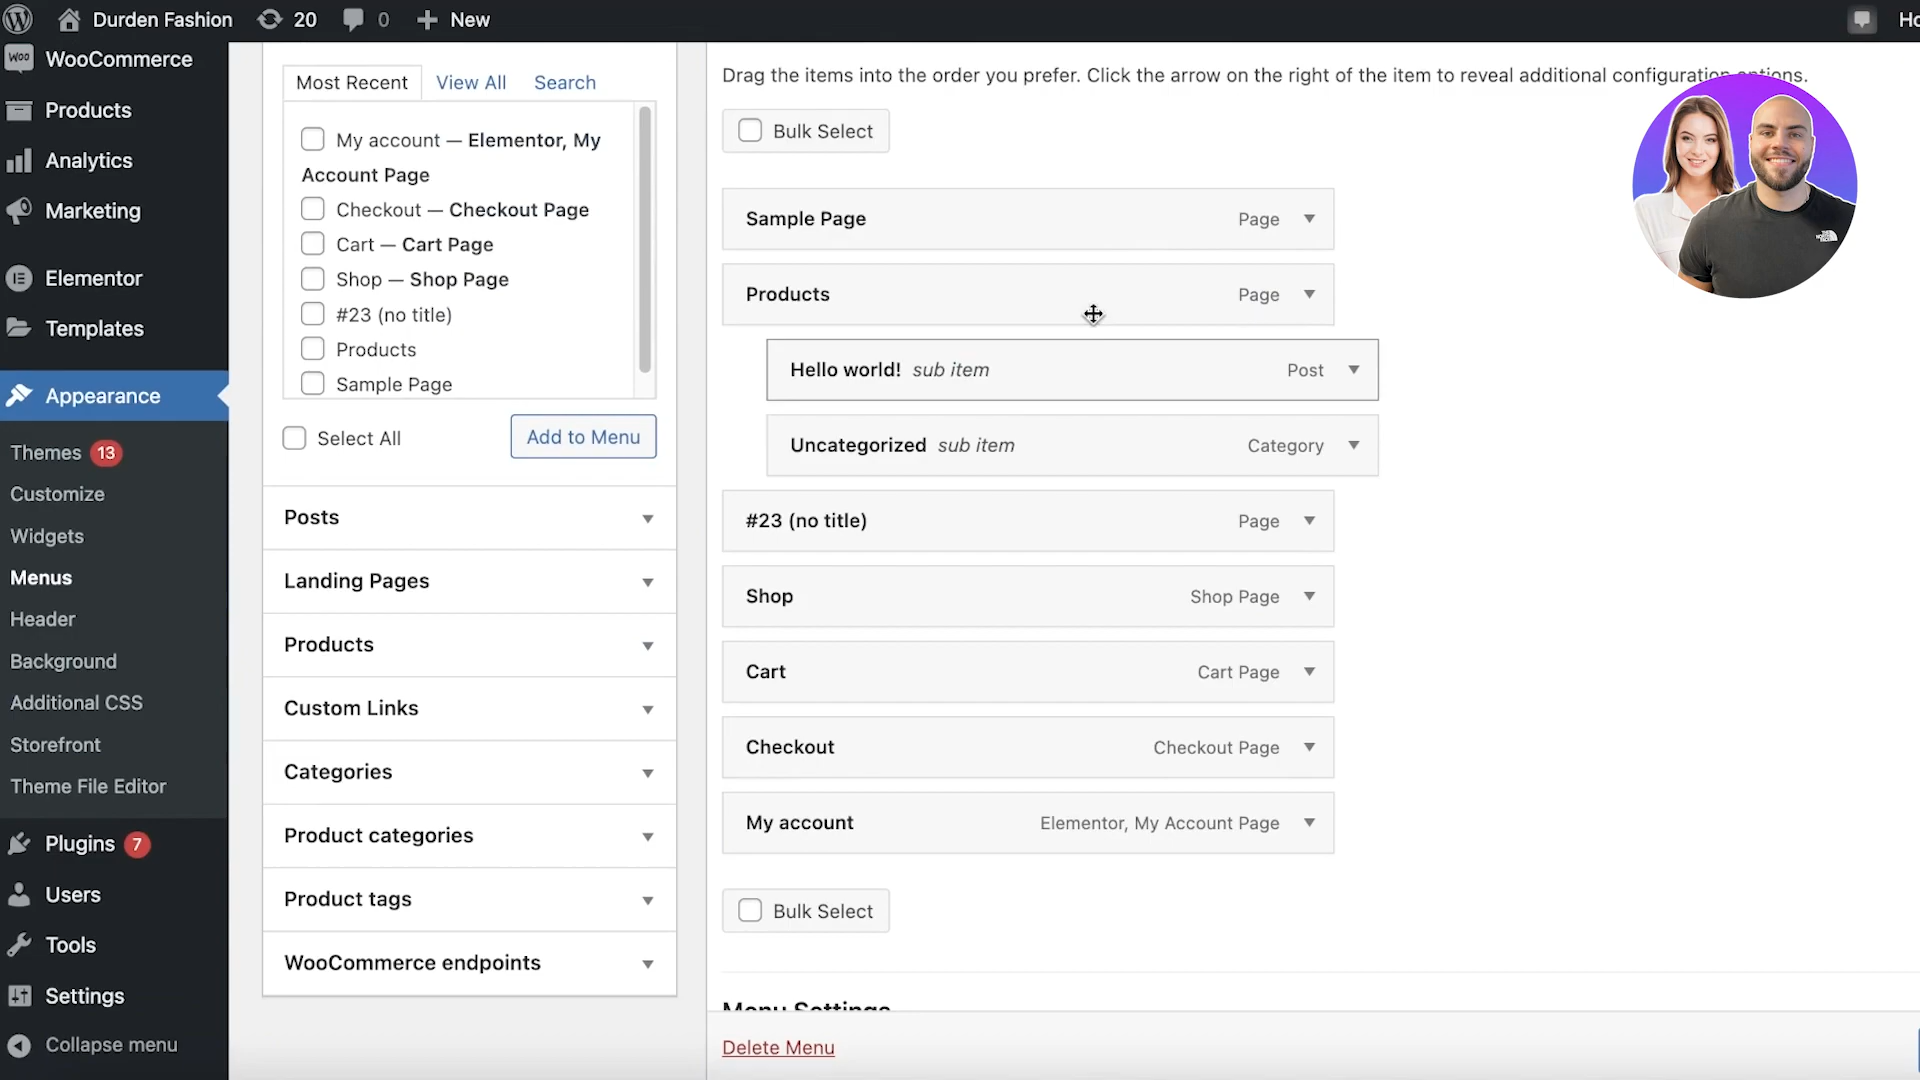 Durden Fashion 20 0 New
WOO WooCommerce
Products
Analytics
Marketing
Elementor
Templates
Appearance
Themes 13
Customize
Widgets
Menus
Header
Background
Additional CSS
Storefront
Theme File Editor
Plugins 7
Users
Tools
Settings
Collapse menu
Most Recent View All Search
My account — Elementor, My
Account Page
Checkout — Checkout Page
Cart — Cart Page
Shop — Shop Page
#23 (no title)
Products
Sample Page
Select All Add to Menu
Posts
Landing Pages
Products
Custom Links
Categories
Product categories
Product tags
WooCommerce endpoints
Drag the items into the order you prefer. Click the arrow on the right of the item to reveal additional configuration options.
Bulk Select
Sample Page Page
Products Page
Hello world! sub item Post
Uncategorized sub item Category
#23 (no title) Page
Shop Shop Page
Cart Cart Page
Checkout Checkout Page
My account Elementor, My Account Page
Bulk Select
Menu Settings
Delete Menu